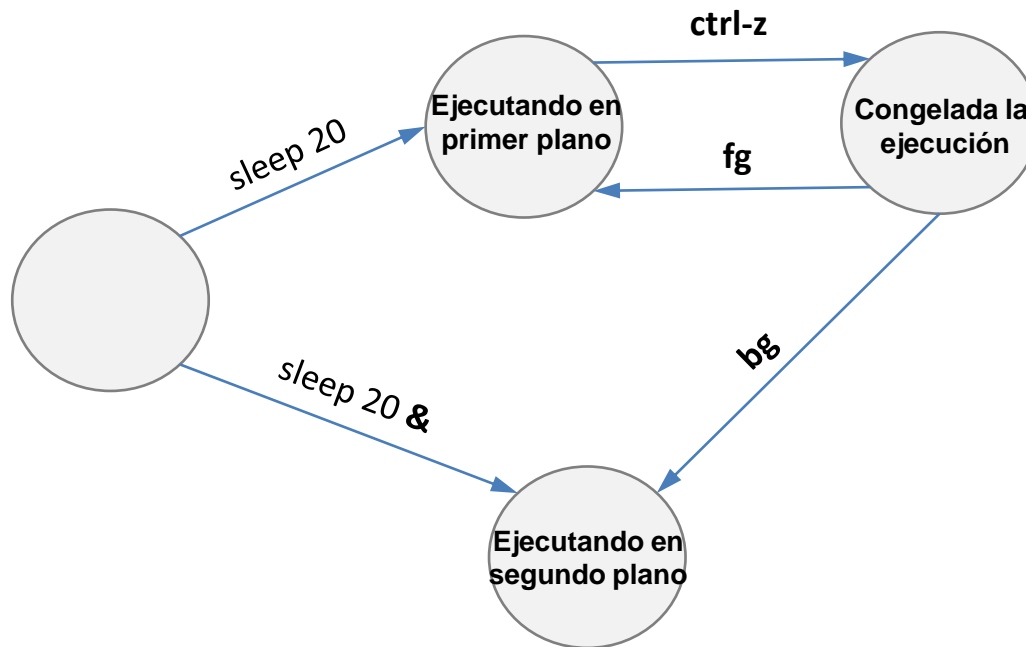 ctrl-z
Ejecutando en
primer plano
Congelada la
ejecución
sleep 20
fg
bg
sleep 20 &
Ejecutando en
segundo plano